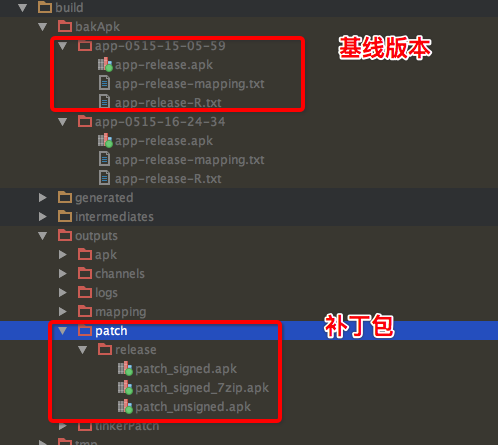 build
bakApk
app-0515-15-05-59
基线版本
app-release.apk
app-release-mapping.txt
app-release-R.txt
app-0515-16-24-34
app-release.apk
app-release-mapping.txt
app-release-R.txt
generated
intermediates
outputs
apk
channels
logs
mapping
patch
补丁包
release
patch_signed.apk
patch_signed_7zip.apk
patch_unsigned.apk
tinkerPatch
tmp